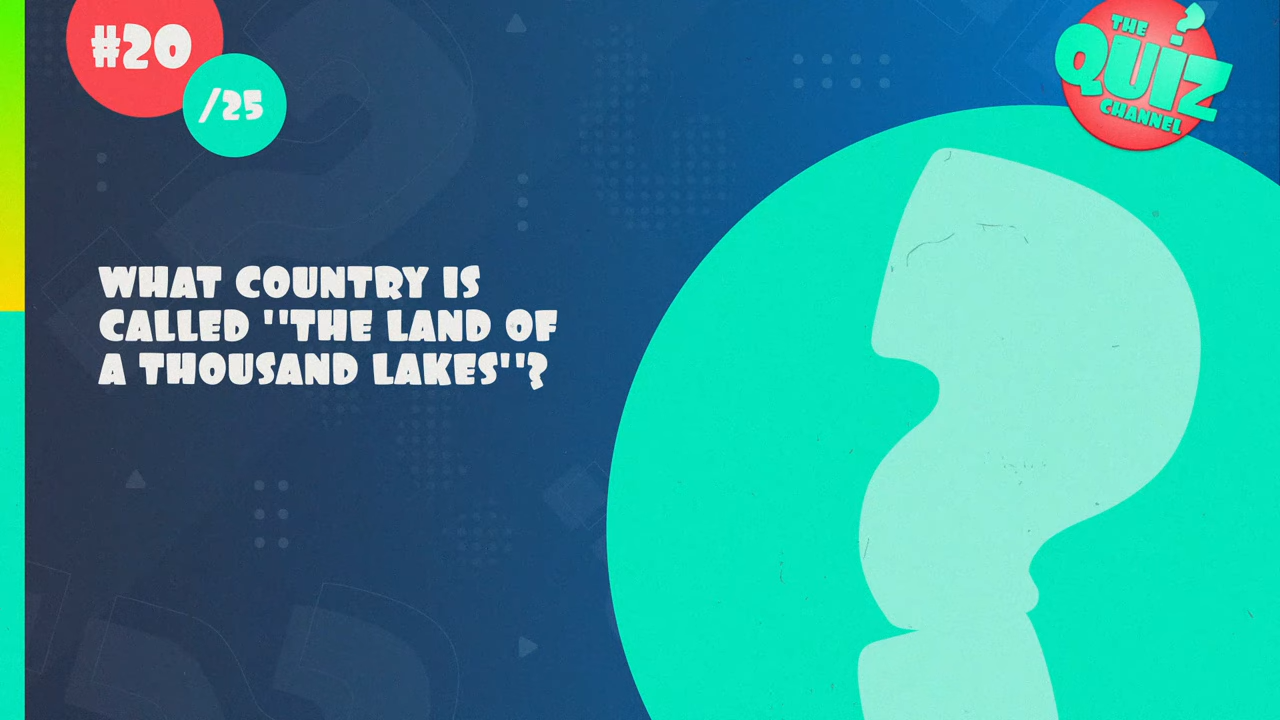 #20
/25
THE
QUIZ
CHANNEL
WHAT COUNTRY IS
CALLED "THE LAND OF
A THOUSAND LAKES"?